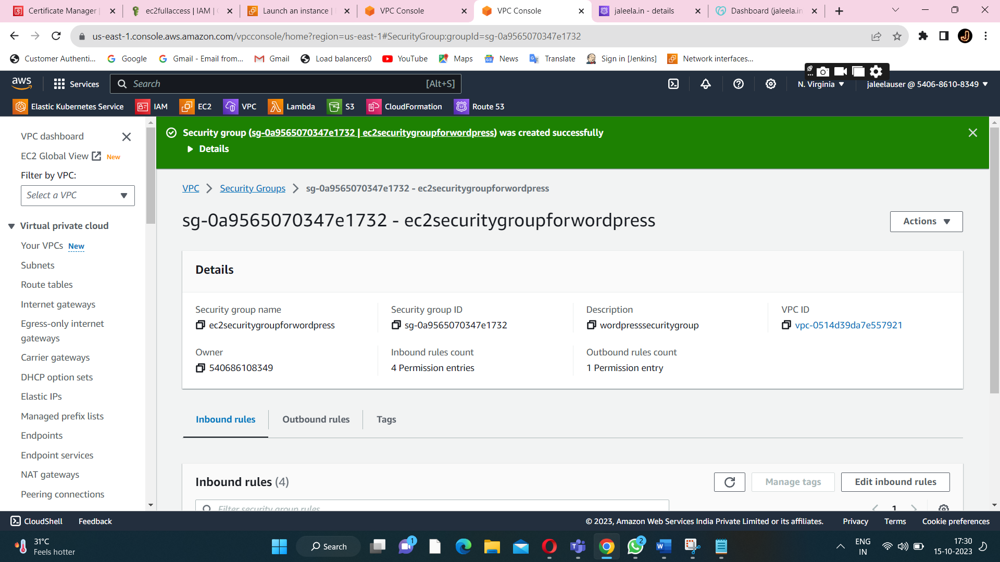 Certificate Manager
ec2fullaccess | IAM |
Launch an instance |
VPC Console
VPC Console
jaleela.in - details
Dashboard (jaleela.in
us-east-1.console.aws.amazon.com/vpcconsole/home?region=us-east-1#SecurityGroup:groupId=sg-0a9565070347e1732
Customer Authenti...
Google
Gmail - Email from...
Gmail
Load balancers0
YouTube
Maps
News
Translate
Sign in [Jenkins]
Network interfaces...
aws
Services
Search
[Alt+S]
N. Virginia
jaleelauser @ 5406-8610-8349
Elastic Kubernetes Service
IAM
EC2
VPC
Lambda
S3
CloudFormation
Route 53
VPC dashboard
EC2 Global View New
Filter by VPC:
Select a VPC
Virtual private cloud
Your VPCs New
Subnets
Route tables
Internet gateways
Egress-only internet
gateways
Carrier gateways
DHCP option sets
Elastic IPs
Managed prefix lists
Endpoints
Endpoint services
NAT gateways
Peering connections
Security group (sg-0a9565070347e1732 | ec2securitygroupforwordpress) was created successfully
Details
VPC > Security Groups > sg-0a9565070347e1732 - ec2securitygroupforwordpress
sg-0a9565070347e1732 - ec2securitygroupforwordpress
Actions
Details
Security group name
ec2securitygroupforwordpress
Security group ID
sg-0a9565070347e1732
Description
wordpresssecuritygroup
VPC ID
vpc-0514d39da7e557921
Owner
540686108349
Inbound rules count
4 Permission entries
Outbound rules count
1 Permission entry
Inbound rules
Outbound rules
Tags
Inbound rules (4)
Manage tags
Edit inbound rules
Filter security group rules
1
CloudShell
Feedback
© 2023, Amazon Web Services India Private Limited or its affiliates.
Privacy
Terms
Cookie preferences
31°C
Feels hotter
Search
1
2
ENG
IN
17:30
15-10-2023